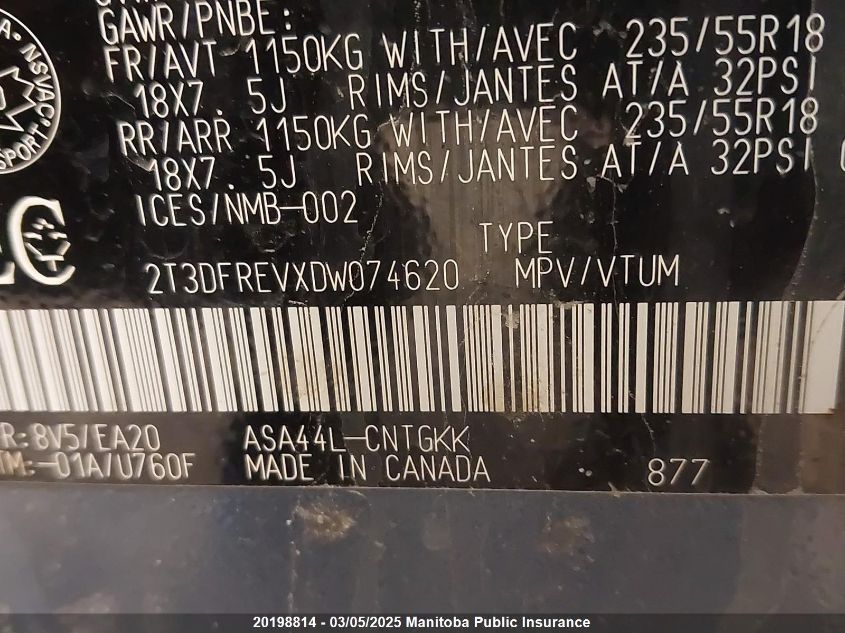 GAWR/PNBE:
FR/AVT 1150KG WITH/AVEC 235/55R18
18X7.5J RIMS/JANTES AT/A 32PSI
RR/ARR 1150KG WITH/AVEC 235/55R18
18X7.5J RIMS/JANTES AT/A 32PSI
ICES/NMB-002
TYPE
2T3DFREVXDW074620 MPV/VTUM
R:8V5/EA20 ASA44L-CNTGKK
IM:-01A/U760F MADE IN CANADA 877
20198814 - 03/05/2025 Manitoba Public Insurance